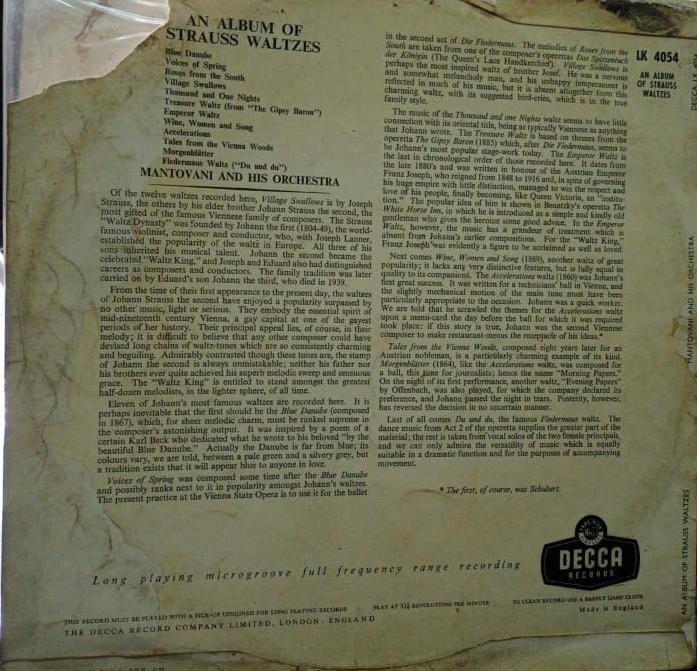 AN ALBUM OF
STRAUSS WALTZES
Blue Danube
Voices of Spring
Roses from the South
Village Swallows
Thousand and One Nights
Treasure Waltz (from "The Gipsy Baron")
Emperor Waltz
Wine, Women and Song
Accelerations
Tales from the Vienna Woods
Morgenblätter
Fledermaus Waltz ("Du und du")
MANTOVANI AND HIS ORCHESTRA
Of the twelve waltzes recorded here, Village Swallows is by Joseph
Strauss, the others by his elder brother Johann Strauss the second, the
most gifted of the famous Viennese family of composers. The Strauss
"Waltz Dynasty" was founded by Johann the first (1804-49), the world-
famous violinist, composer and conductor, who, with Joseph Lanner,
established the popularity of the waltz in Europe. All three of his
sons inherited his musical talent. Johann the second became the
celebrated "Waltz King," and Joseph and Eduard also had distinguished
careers as composers and conductors. The family tradition was later
carried on by Eduard's son Johann the third, who died in 1939.
From the time of their first appearance to the present day, the waltzes
of Johann Strauss the second have enjoyed a popularity surpassed by
no other music, light or serious. They embody the essential spirit of
mid-nineteenth century Vienna, a gay capital at one of the gayest
periods of her history. Their principal appeal lies, of course, in their
melody; it is difficult to believe that any other composer could have
devised long chains of waltz-tunes which are so consistently charming
and beguiling. Admirably contrasted though these tunes are, the stamp
of Johann the second is always unmistakable; neither his father nor
his brothers ever quite achieved his superb melodic sweep and sensuous
grace. The "Waltz King" is entitled to stand amongst the greatest
half-dozen melodists, in the lighter sphere, of all time.
Eleven of Johann's most famous waltzes are recorded here. It is
perhaps inevitable that the first should be the Blue Danube (composed
in 1867), which, for sheer melodic charm, must be ranked supreme in
the composer's astonishing output. It was inspired by a poem of a
certain Karl Beck who dedicated what he wrote to his beloved "by the
beautiful Blue Danube." Actually the Danube is far from blue; its
colours vary, we are told, between a pale green and a silvery grey, but
a tradition exists that it will appear blue to anyone in love.
Voices of Spring was composed some time after the Blue Danube
and possibly ranks next to it in popularity amongst Johann's waltzes.
The present practice at the Vienna State Opera is to use it for the ballet
in the second act of Die Fledermaus. The melodies of Roses from the
South are taken from one of the composer's operettas Das Spitzentuch
der Königin (The Queen's Lace Handkerchief). Village Swallows is
perhaps the most inspired waltz of brother Josef. He was a nervous
and somewhat melancholy man, and his unhappy temperament is
reflected in much of his music, but it is absent altogether from this
charming waltz, with its suggested bird-cries, which is in the true
family style.
The music of the Thousand and one Nights waltz seems to have little
connection with its oriental title, being as typically Viennese as anything
that Johann wrote. The Treasure Waltz is based on themes from the
operetta The Gipsy Baron (1885) which, after Die Fledermaus, seems to
be Johann's most popular stage-work today. The Emperor Waltz is
the last in chronological order of those recorded here. It dates from
the late 1880's and was written in honour of the Austrian Emperor
Franz Joseph, who reigned from 1848 to 1916 and, in spite of governing
his huge empire with little distinction, managed to win the respect and
love of his people, finally becoming, like Queen Victoria, an "institu-
tion." The popular idea of him is shown in Benatzky's operetta The
White Horse Inn, in which he is introduced as a simple and kindly old
gentleman who gives the heroine some good advice. In the Emperor
Waltz, however, the music has a grandeur of treatment which is
absent from Johann's earlier compositions. For the "Waltz King,"
Franz Joseph was evidently a figure to be acclaimed as well as loved.
Next comes Wine, Women and Song (1869), another waltz of great
popularity; it lacks any very distinctive features, but is fully equal in
quality to its companions. The Accelerations waltz (1860) was Johann's
first great success. It was written for a technicians' ball in Vienna, and
the slightly mechanical motion of the main tune must have been
particularly appropriate to the occasion. Johann was a quick worker.
We are told that he scrawled the themes for the Accelerations waltz
upon a menu-card the day before the ball for which it was required
took place: if this story is true, Johann was the second Viennese
composer to make restaurant-menus the receptacle of his ideas.*
Tales from the Vienna Woods, composed eight years later for an
Austrian nobleman, is a particularly charming example of its kind.
Morgenblätter (1864), like the Accelerations waltz, was composed for
a ball, this time for journalists; hence the name "Morning Papers."
On the night of its first performance, another waltz, "Evening Papers"
by Offenbach, was also played, for which the company declared its
preference, and Johann passed the night in tears. Posterity, however,
has reversed the decision in no uncertain manner.
Last of all comes Du und du, the famous Fledermaus waltz. The
dance music from Act 2 of the operetta supplies the greater part of the
material; the rest is taken from vocal solos of the two female principals,
and we can only admire the versatility of music which is equally
suitable in a dramatic function and for the purposes of accompanying
movement.
* The first, of course, was Schubert.
LK 4054
AN ALBUM
OF STRAUSS
WALTZES
MANTOVANI AND HIS ORCHESTRA
AN ALBUM OF STRAUSS WALTZES
DECCA
RECORDS
Long playing microgroove full frequency range recording
THIS RECORD MUST BE PLAYED WITH A PICK-UP DESIGNED FOR LONG PLAYING RECORDS
PLAY AT 33⅓ REVOLUTIONS PER MINUTE
TO CLEAN RECORD USE A BARELY DAMP CLOTH
THE DECCA RECORD COMPANY LIMITED, LONDON · ENGLAND
Made in England